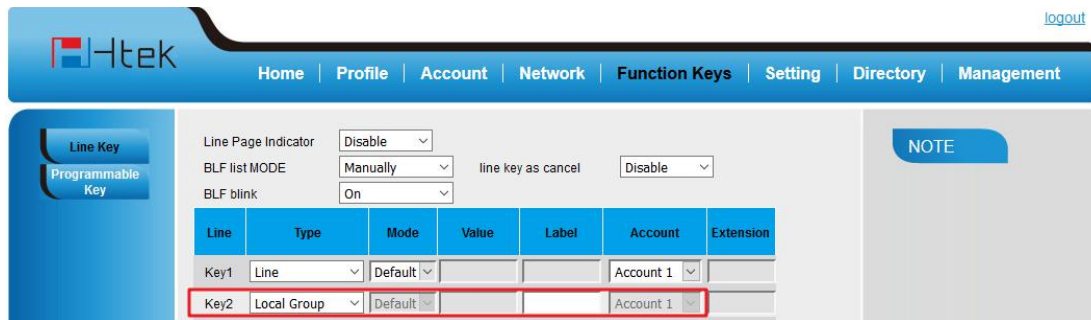 logout
Htek
Home | Profile | Account | Network | Function Keys | Setting | Directory | Management
Line Key
Programmable Key
Line Page Indicator Disable
BLF list MODE Manually line key as cancel Disable
BLF blink On
NOTE
Line Type Mode Value Label Account Extension
Key1 Line Default Account 1
Key2 Local Group Default Account 1